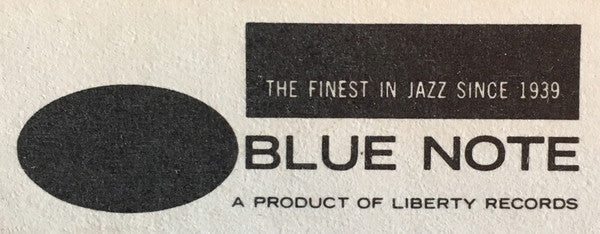 THE FINEST IN JAZZ SINCE 1939
BLUE NOTE
A PRODUCT OF LIBERTY RECORDS